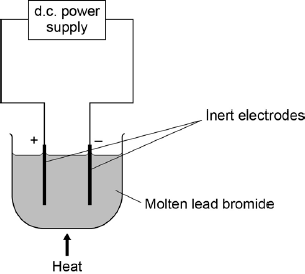 d.c. power
supply
+
–
Inert electrodes
Molten lead bromide
Heat